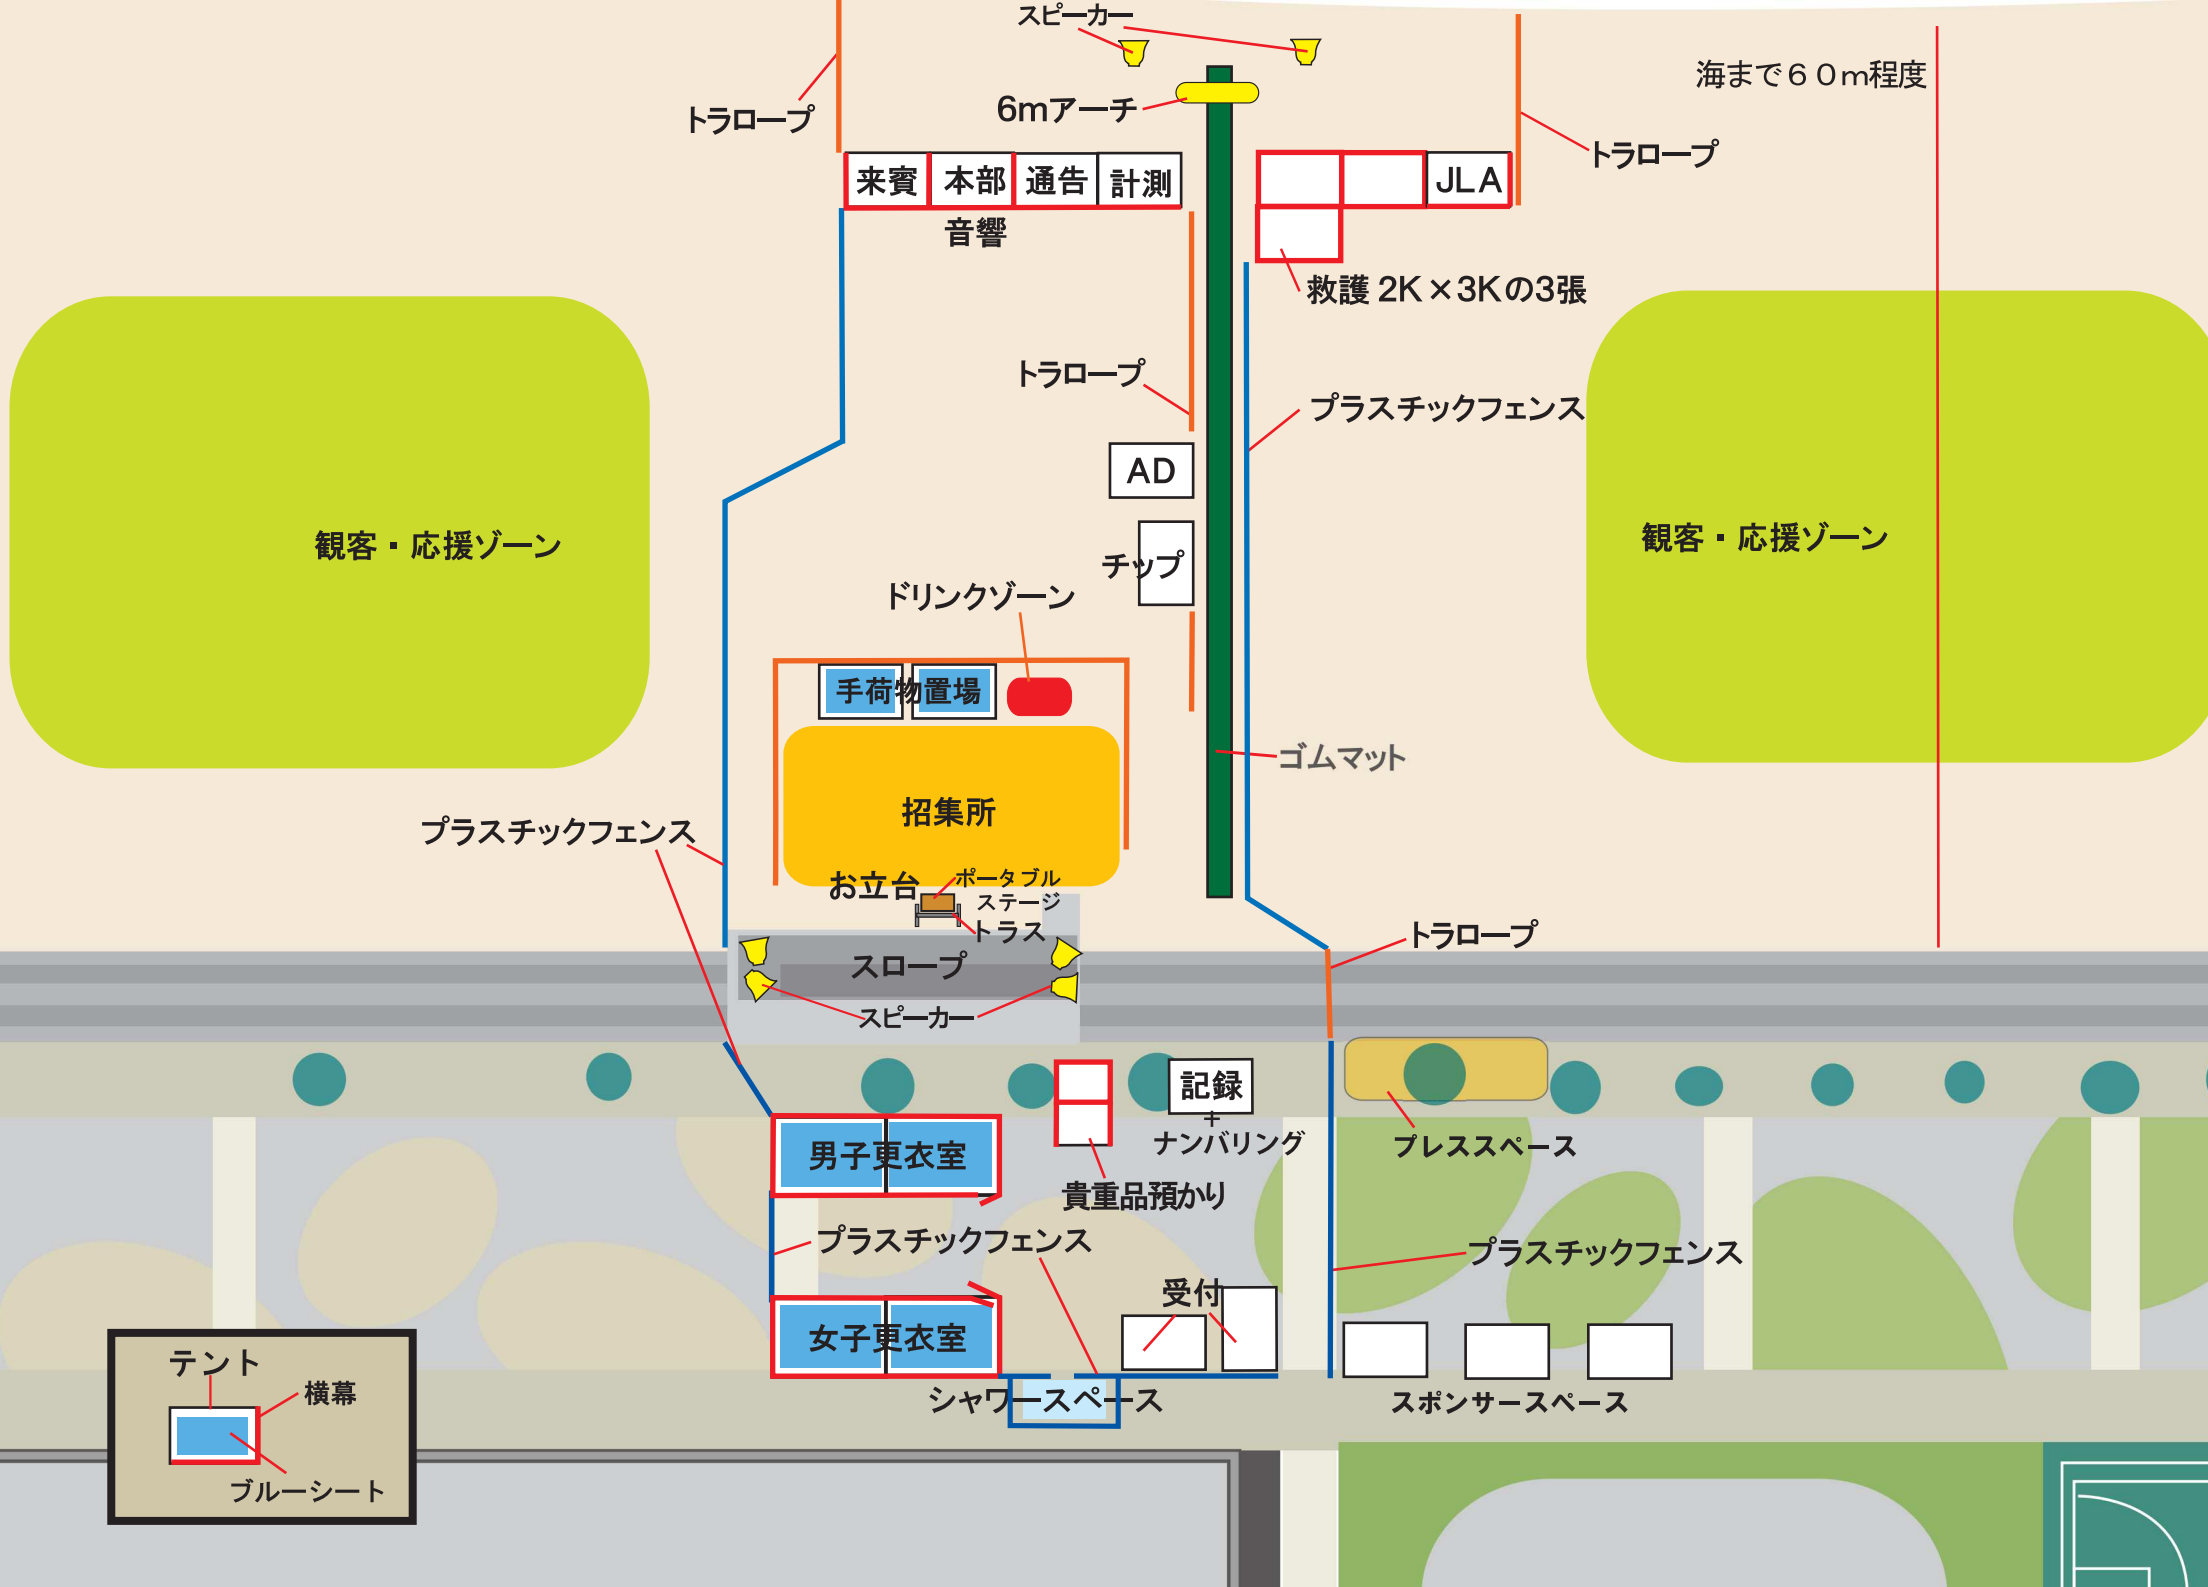 スピーカー
海まで６０ｍ程度
トラロープ
6mアーチ
トラロープ
来賓
本部
通告
計測
JLA
音響
救護 2K×3Kの3張
トラロープ
プラスチックフェンス
AD
観客・応援ゾーン
観客・応援ゾーン
チップ
ドリンクゾーン
手荷物置場
ゴムマット
招集所
プラスチックフェンス
お立台
ポータブル
ステージ
トラス
トラロープ
スロープ
スピーカー
記録
+
ナンバリング
プレススペース
男子更衣室
貴重品預かり
プラスチックフェンス
プラスチックフェンス
受付
女子更衣室
テント
横幕
シャワースペース
スポンサースペース
ブルーシート